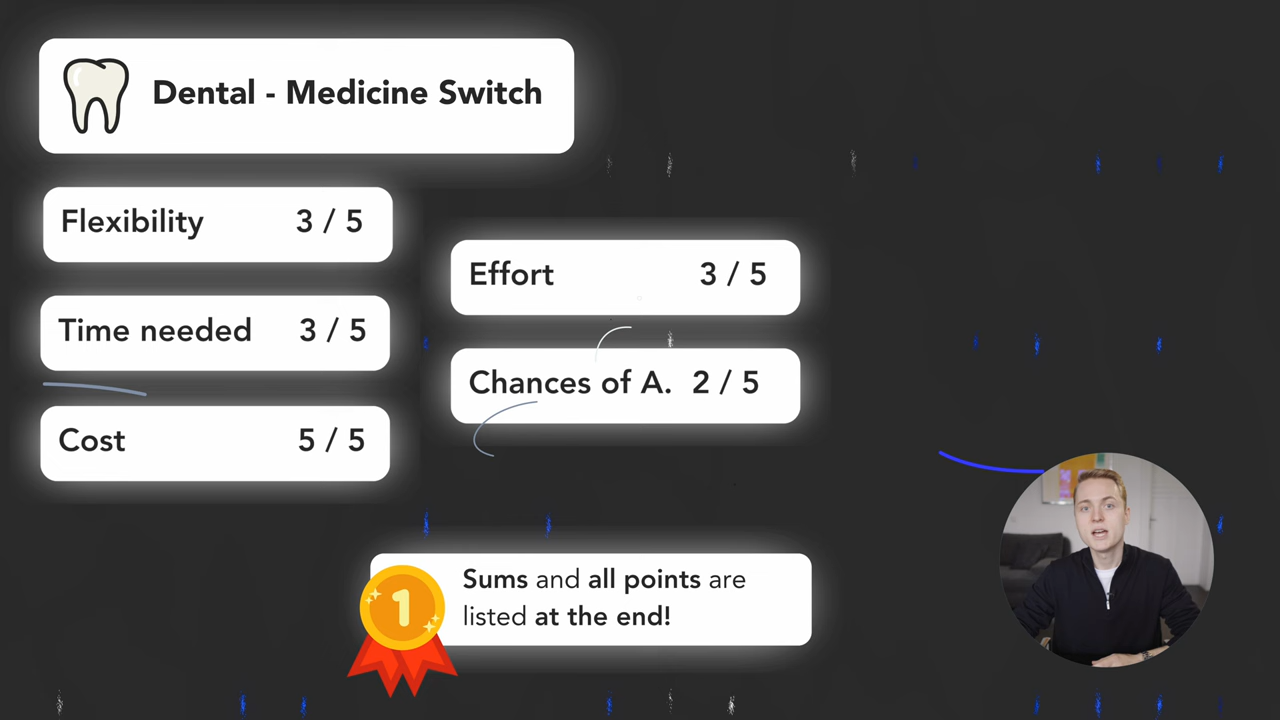 Dental - Medicine Switch
Flexibility 3 / 5
Time needed 3 / 5
Cost 5 / 5
Effort 3 / 5
Chances of A. 2 / 5
1
Sums and all points are
listed at the end!